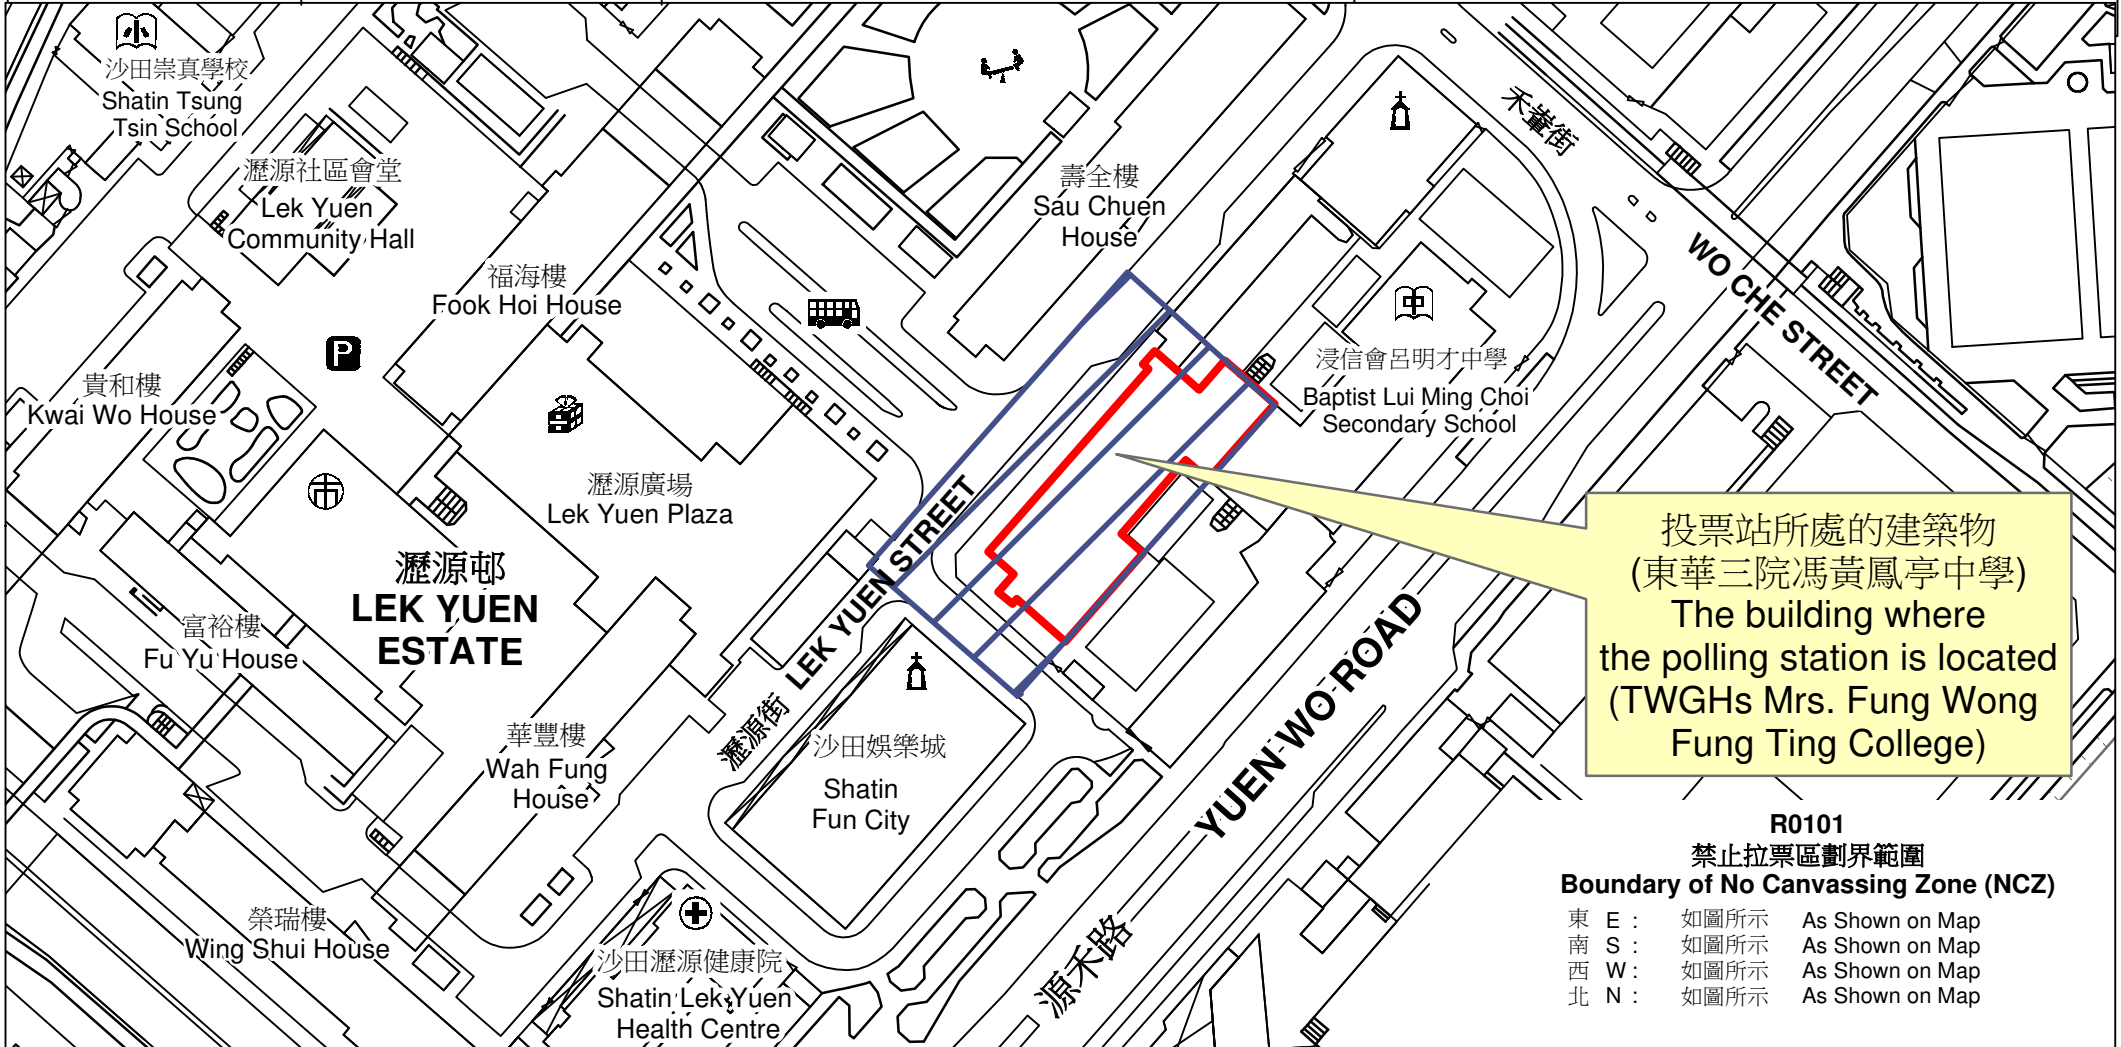 沙田崇真學校
Shatin Tsung
Tsin School
瀝源社區會堂
Lek Yuen
Community Hall
福海樓
Fook Hoi House
壽全樓
Sau Chuen
House
禾輋街
WO CHE STREET
貴和樓
Kwai Wo House
P
中
浸信會呂明才中學
Baptist Lui Ming Choi
Secondary School
瀝源廣場
Lek Yuen Plaza
瀝源邨
LEK YUEN
ESTATE
富裕樓
Fu Yu House
瀝源街 LEK YUEN STREET
華豐樓
Wah Fung
House
沙田娛樂城
Shatin
Fun City
源禾路
YUEN WO ROAD
榮瑞樓
Wing Shui House
沙田瀝源健康院
Shatin Lek Yuen
Health Centre
投票站所處的建築物
(東華三院馮黃鳳亭中學)
The building where
the polling station is located
(TWGHs Mrs. Fung Wong
Fung Ting College)
R0101
禁止拉票區劃界範圍
Boundary of No Canvassing Zone (NCZ)
東 E : 如圖所示 As Shown on Map
南 S : 如圖所示 As Shown on Map
西 W : 如圖所示 As Shown on Map
北 N : 如圖所示 As Shown on Map
小
市